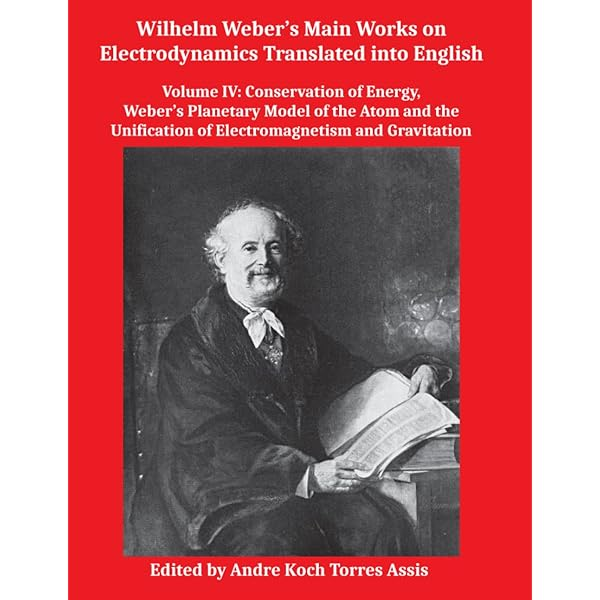 Wilhelm Weber’s Main Works on
Electrodynamics Translated into English
Volume IV: Conservation of Energy,
Weber’s Planetary Model of the Atom and the
Unification of Electromagnetism and Gravitation
Edited by Andre Koch Torres Assis